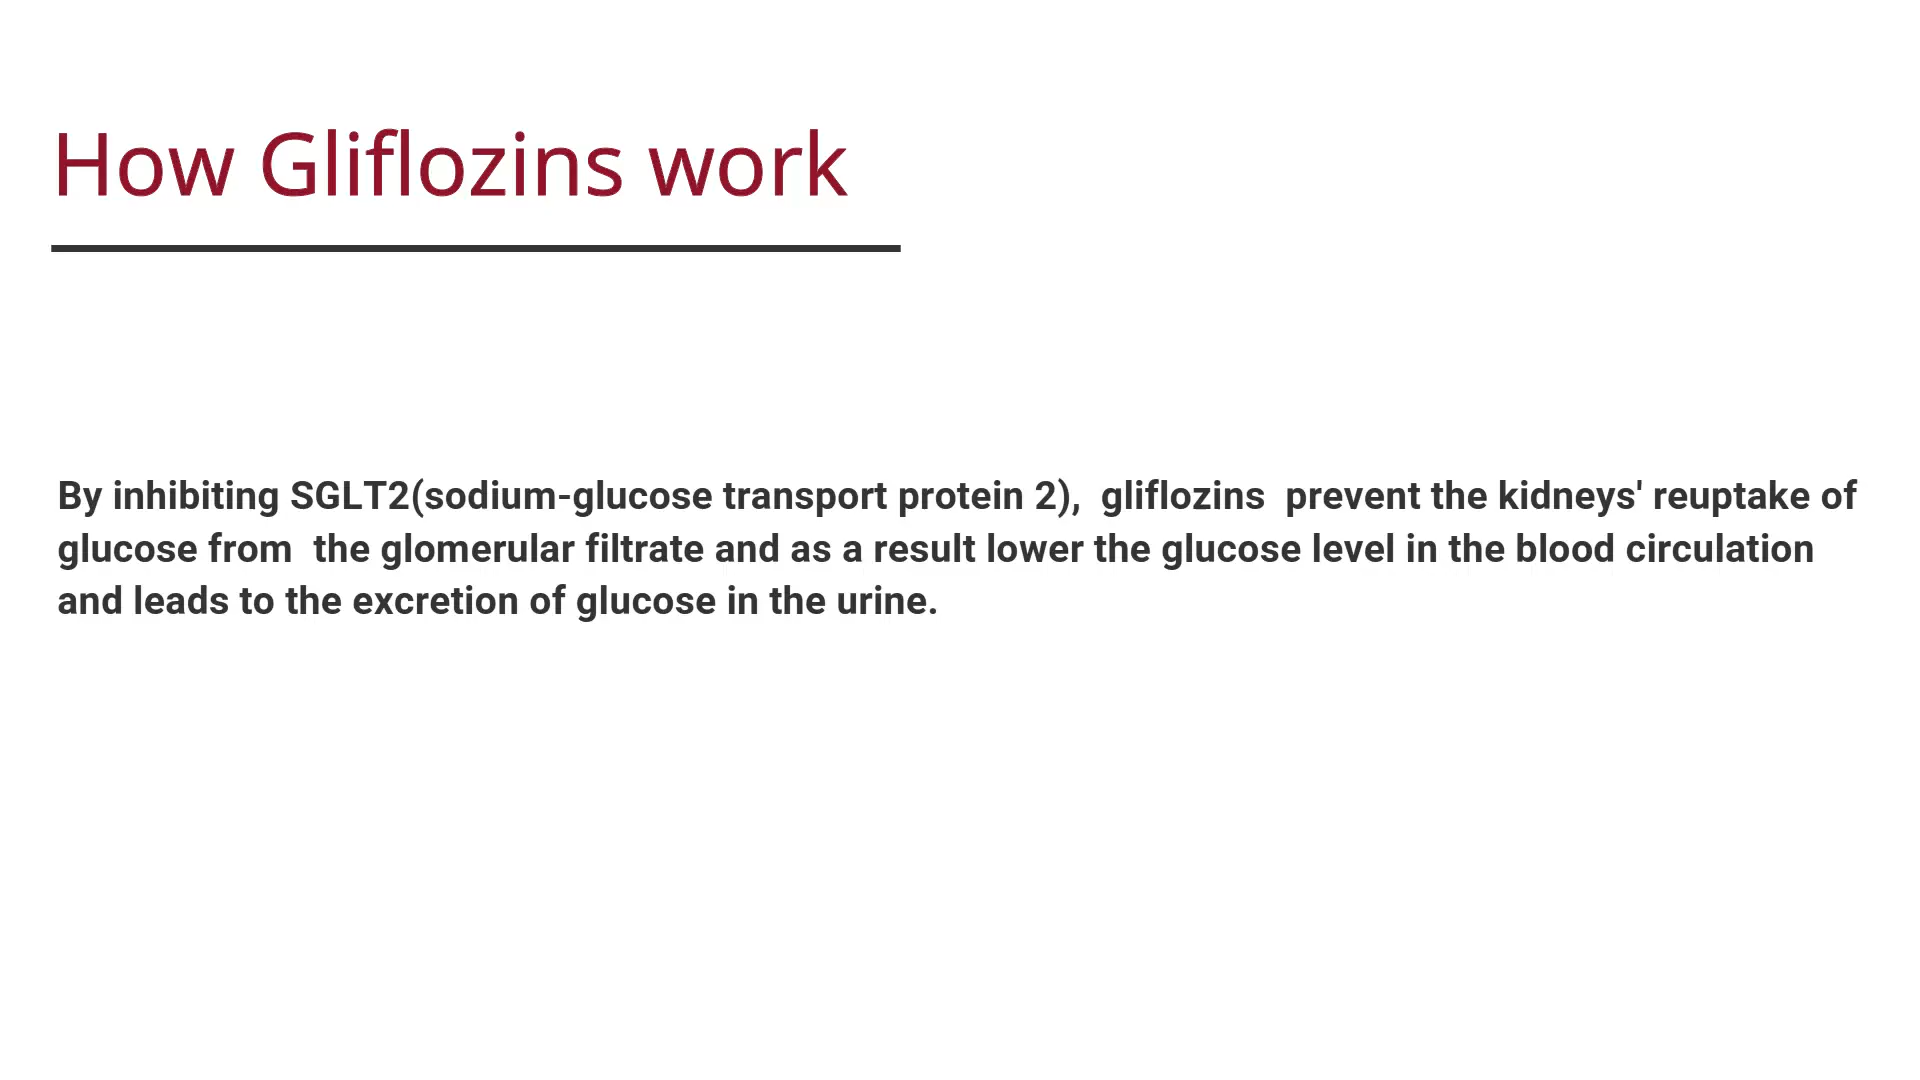 How Gliflozins work
By inhibiting SGLT2(sodium-glucose transport protein 2),  gliflozins  prevent the kidneys' reuptake of
glucose from  the glomerular filtrate and as a result lower the glucose level in the blood circulation
and leads to the excretion of glucose in the urine.